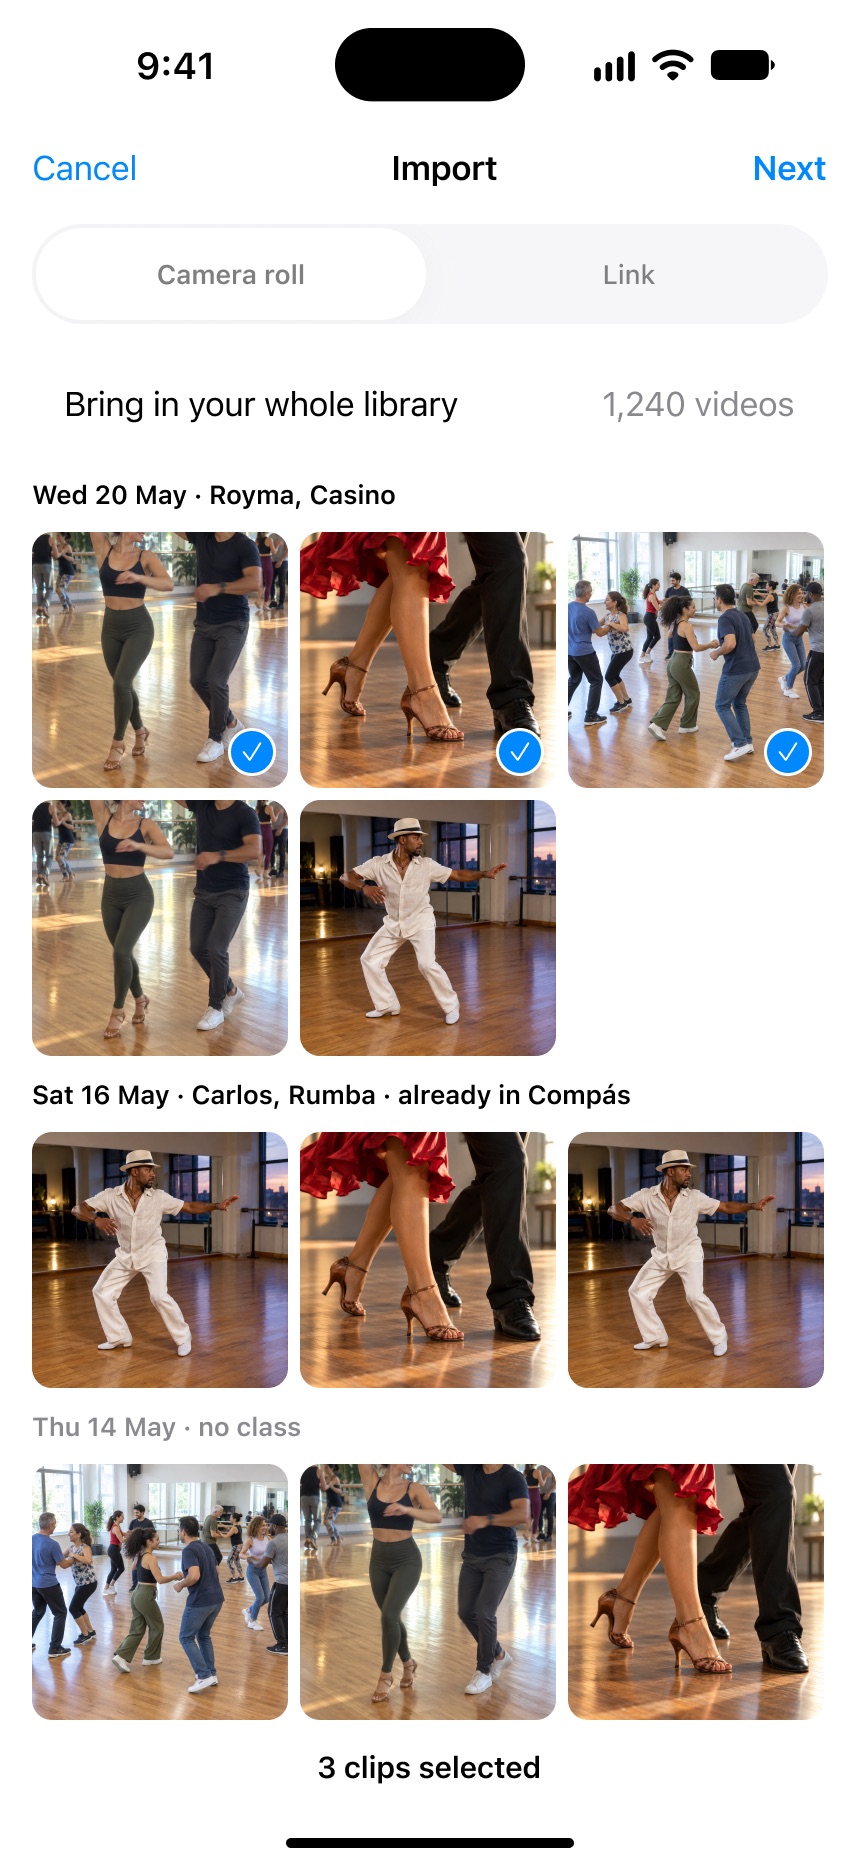 9:41
Cancel Import Next
Camera roll Link
Bring in your whole library 1,240 videos
Wed 20 May · Royma, Casino
Sat 16 May · Carlos, Rumba · already in Compás
Thu 14 May · no class
3 clips selected